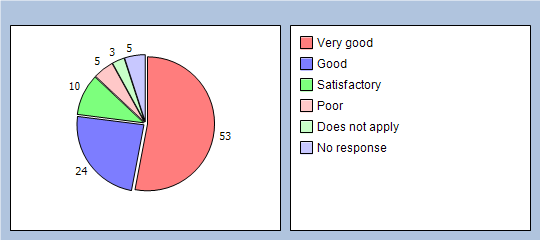 5
3
5
10
53
24
Very good
Good
Satisfactory
Poor
Does not apply
No response